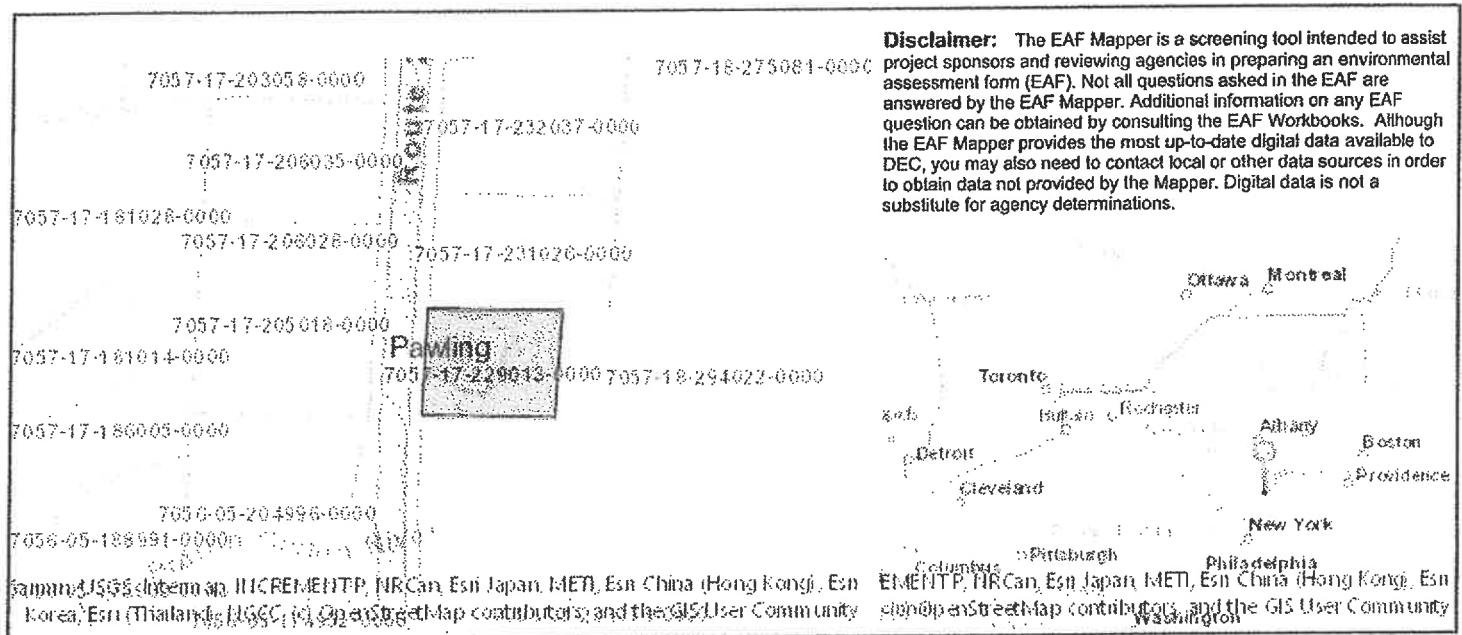 Disclaimer: The EAF Mapper is a screening tool intended to assist
project sponsors and reviewing agencies in preparing an environmental
assessment form (EAF). Not all questions asked in the EAF are
answered by the EAF Mapper. Additional information on any EAF
question can be obtained by consulting the EAF Workbooks. Although
the EAF Mapper provides the most up-to-date digital data available to
DEC, you may also need to contact local or other data sources in order
to obtain data not provided by the Mapper. Digital data is not a
substitute for agency determinations.
7057-17-203058-0000
7057-18-275081-0000
Route
7057-17-232037-0000
7057-17-206035-0000
7057-17-181028-0000
7057-17-206028-0000
7057-17-231026-0000
7057-17-205018-0000
Pawling
7057-17-181014-0000
7057-17-229013-0000
7057-18-294022-0000
7057-17-186005-0000
7056-05-204996-0000
7056-05-188991-0000
Ottawa
Montreal
Toronto
Rochester
Albany
Boston
Detroit
Providence
Cleveland
New York
Pittsburgh
Columbus
Philadelphia
USGS, Intermap, INCREMENT P, NRCan, Esri Japan, METI, Esri China (Hong Kong), Esri
Korea, Esri (Thailand), NGCC, (c) OpenStreetMap contributors, and the GIS User Community
EMENT P, NRCan, Esri Japan, METI, Esri China (Hong Kong), Esri
OpenStreetMap contributors, and the GIS User Community
Washington